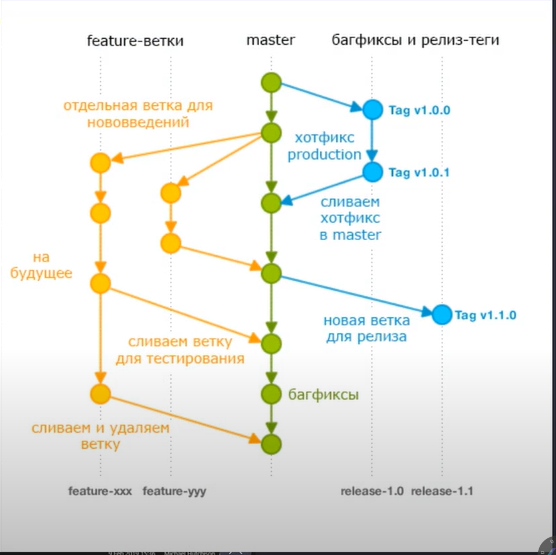 feature-ветки
master
багфиксы и релиз-теги
отдельная ветка для
нововведений
Tag v1.0.0
хотфикс
production
Tag v1.0.1
сливаем
хотфикс
в master
на
будущее
новая ветка
для релиза
Tag v1.1.0
сливаем ветку
для тестирования
багфиксы
сливаем и удаляем
ветку
feature-xxx
feature-yyy
release-1.0
release-1.1